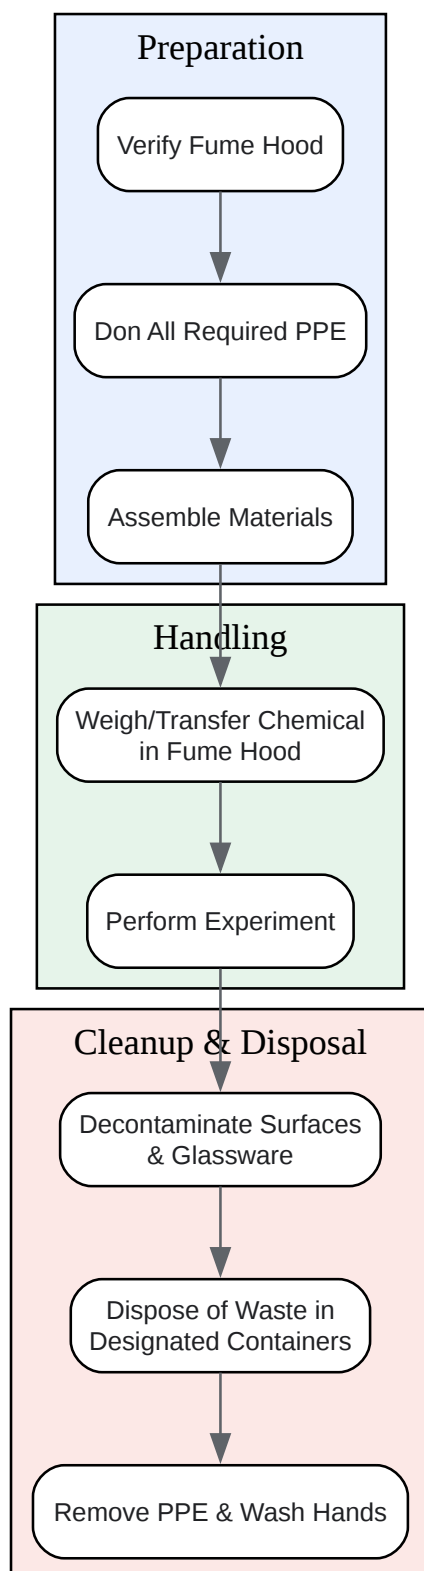 Preparation
Verify Fume Hood
Don All Required PPE
Assemble Materials
Handling
Weigh/Transfer Chemical
in Fume Hood
Perform Experiment
Cleanup & Disposal
Decontaminate Surfaces
& Glassware
Dispose of Waste in
Designated Containers
Remove PPE & Wash Hands